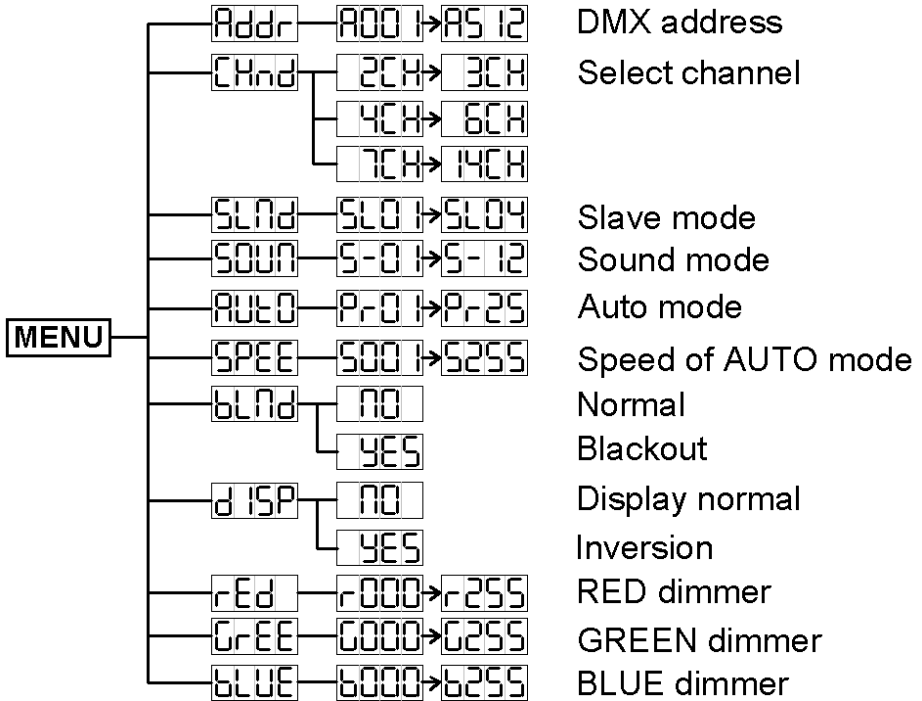 Addr A001 A512 DMX address
CHnd 2CH 3CH Select channel
4CH 6CH
7CH 14CH
SLnd SL01 SL04 Slave mode
SOUn S-01 S-12 Sound mode
AUtO Pr01 Pr25 Auto mode
MENU
SPEE S001 S255 Speed of AUTO mode
bLnd nO Normal
yES Blackout
dISP nO Display normal
yES Inversion
rEd r000 r255 RED dimmer
GrEE G000 G255 GREEN dimmer
bLUE b000 b255 BLUE dimmer